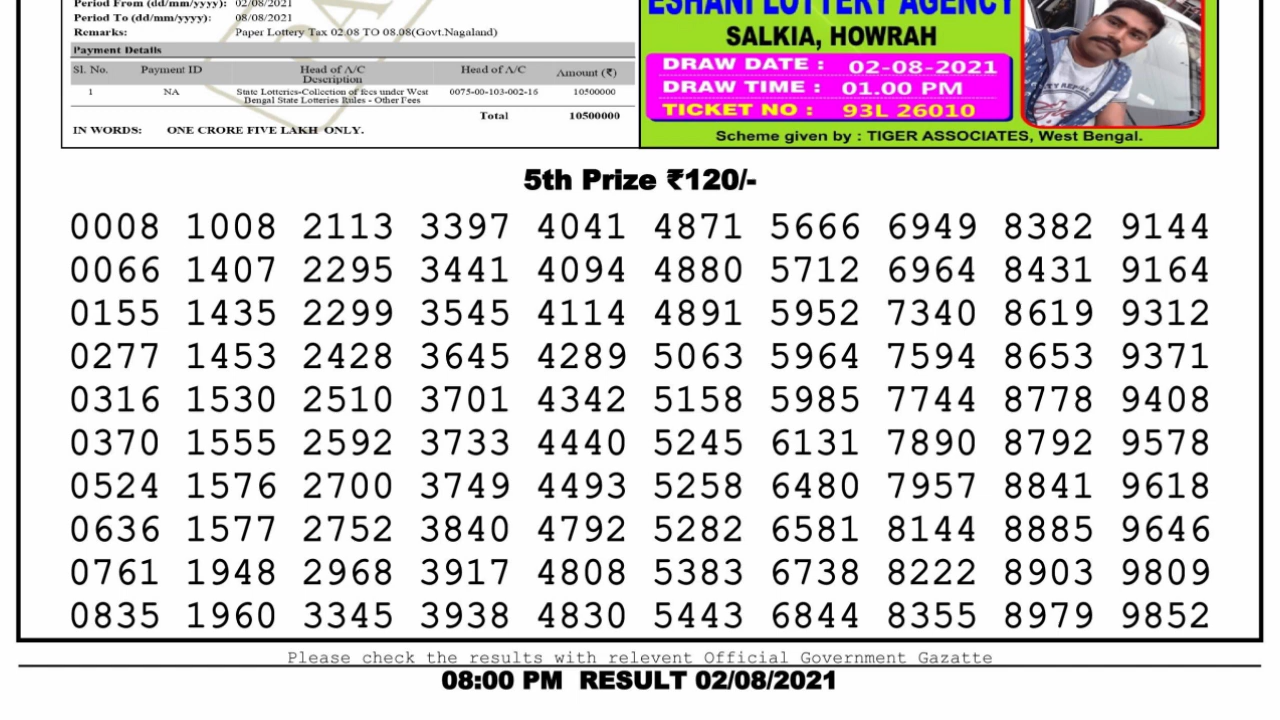 Period From (dd/mm/yyyy): 02/08/2021
Period To (dd/mm/yyyy): 08/08/2021
Remarks: Paper Lottery Tax 02.08 TO 08.08(Govt.Nagaland)
Payment Details
Sl. No. Payment ID Head of A/C Description Head of A/C Amount (₹)
1 NA State Lotteries-Collection of fees under West Bengal State Lotteries Rules - Other Fees 0075-00-103-002-16 10500000
Total 10500000
IN WORDS: ONE CRORE FIVE LAKH ONLY.
ESHANI LOTTERY AGENCY
SALKIA, HOWRAH
DRAW DATE : 02-08-2021
DRAW TIME : 01.00 PM
TICKET NO : 93L 26010
Scheme given by : TIGER ASSOCIATES, West Bengal.
5th Prize ₹120/-
0008 1008 2113 3397 4041 4871 5666 6949 8382 9144
0066 1407 2295 3441 4094 4880 5712 6964 8431 9164
0155 1435 2299 3545 4114 4891 5952 7340 8619 9312
0277 1453 2428 3645 4289 5063 5964 7594 8653 9371
0316 1530 2510 3701 4342 5158 5985 7744 8778 9408
0370 1555 2592 3733 4440 5245 6131 7890 8792 9578
0524 1576 2700 3749 4493 5258 6480 7957 8841 9618
0636 1577 2752 3840 4792 5282 6581 8144 8885 9646
0761 1948 2968 3917 4808 5383 6738 8222 8903 9809
0835 1960 3345 3938 4830 5443 6844 8355 8979 9852
Please check the results with relevent Official Government Gazatte
08:00 PM RESULT 02/08/2021